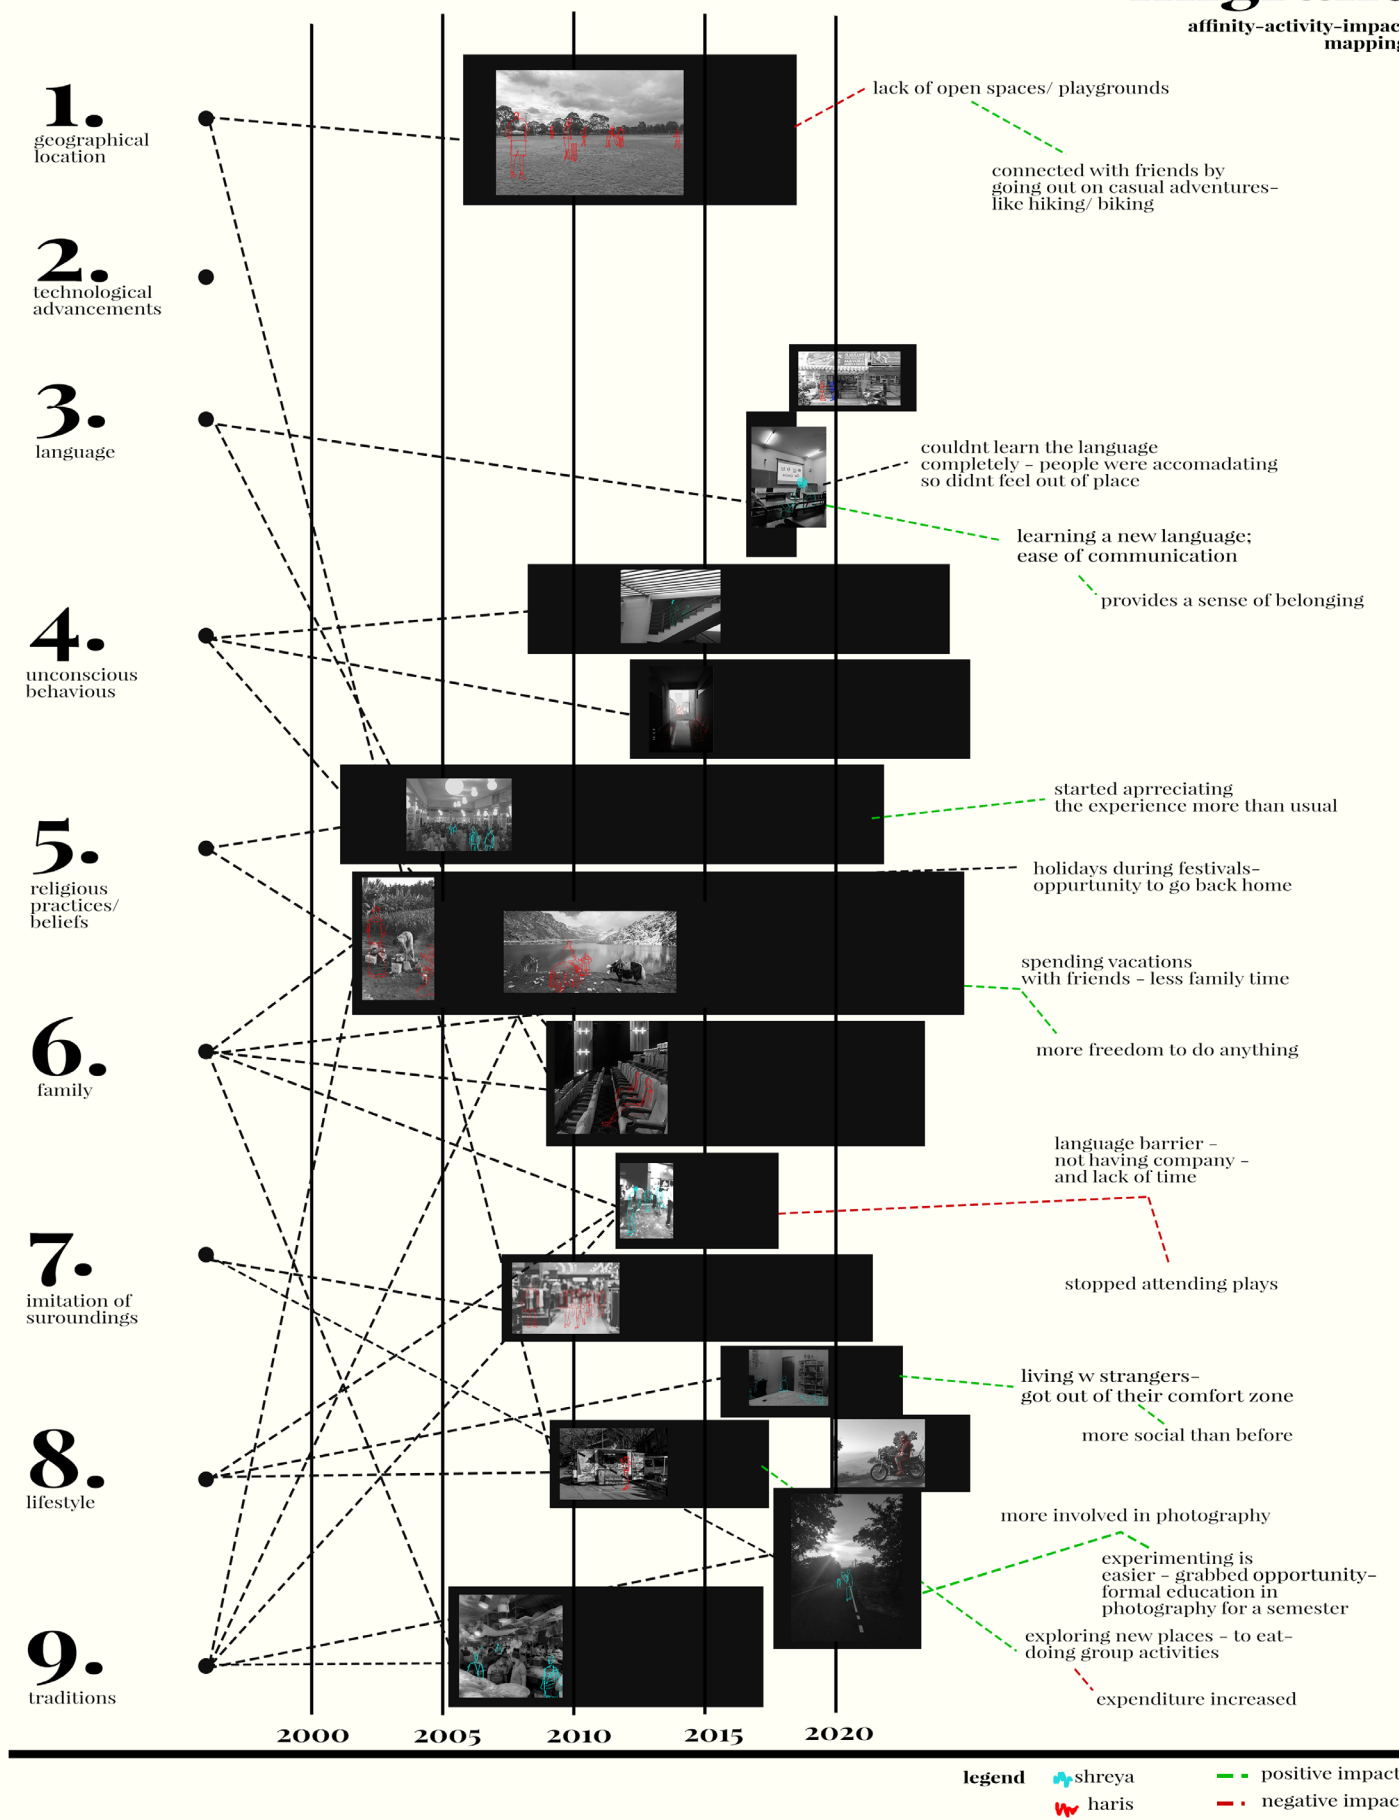 affinity-activity-impac
mapping
1.
geographical
location
lack of open spaces/ playgrounds
connected with friends by
going out on casual adventures-
like hiking/ biking
2.
technological
advancements
3.
language
couldnt learn the language
completely - people were accomadating
so didnt feel out of place
learning a new language;
ease of communication
provides a sense of belonging
4.
unconscious
behavious
5.
religious
practices/
beliefs
started aprreciating
the experience more than usual
holidays during festivals-
oppurtunity to go back home
spending vacations
with friends - less family time
more freedom to do anything
6.
family
language barrier -
not having company -
and lack of time
stopped attending plays
7.
imitation of
suroundings
living w strangers-
got out of their comfort zone
more social than before
8.
lifestyle
more involved in photography
experimenting is
easier - grabbed opportunity-
formal education in
photography for a semester
exploring new places - to eat-
doing group activities
expenditure increased
9.
traditions
2000 2005 2010 2015 2020
legend
shreya
haris
positive impact
negative impac